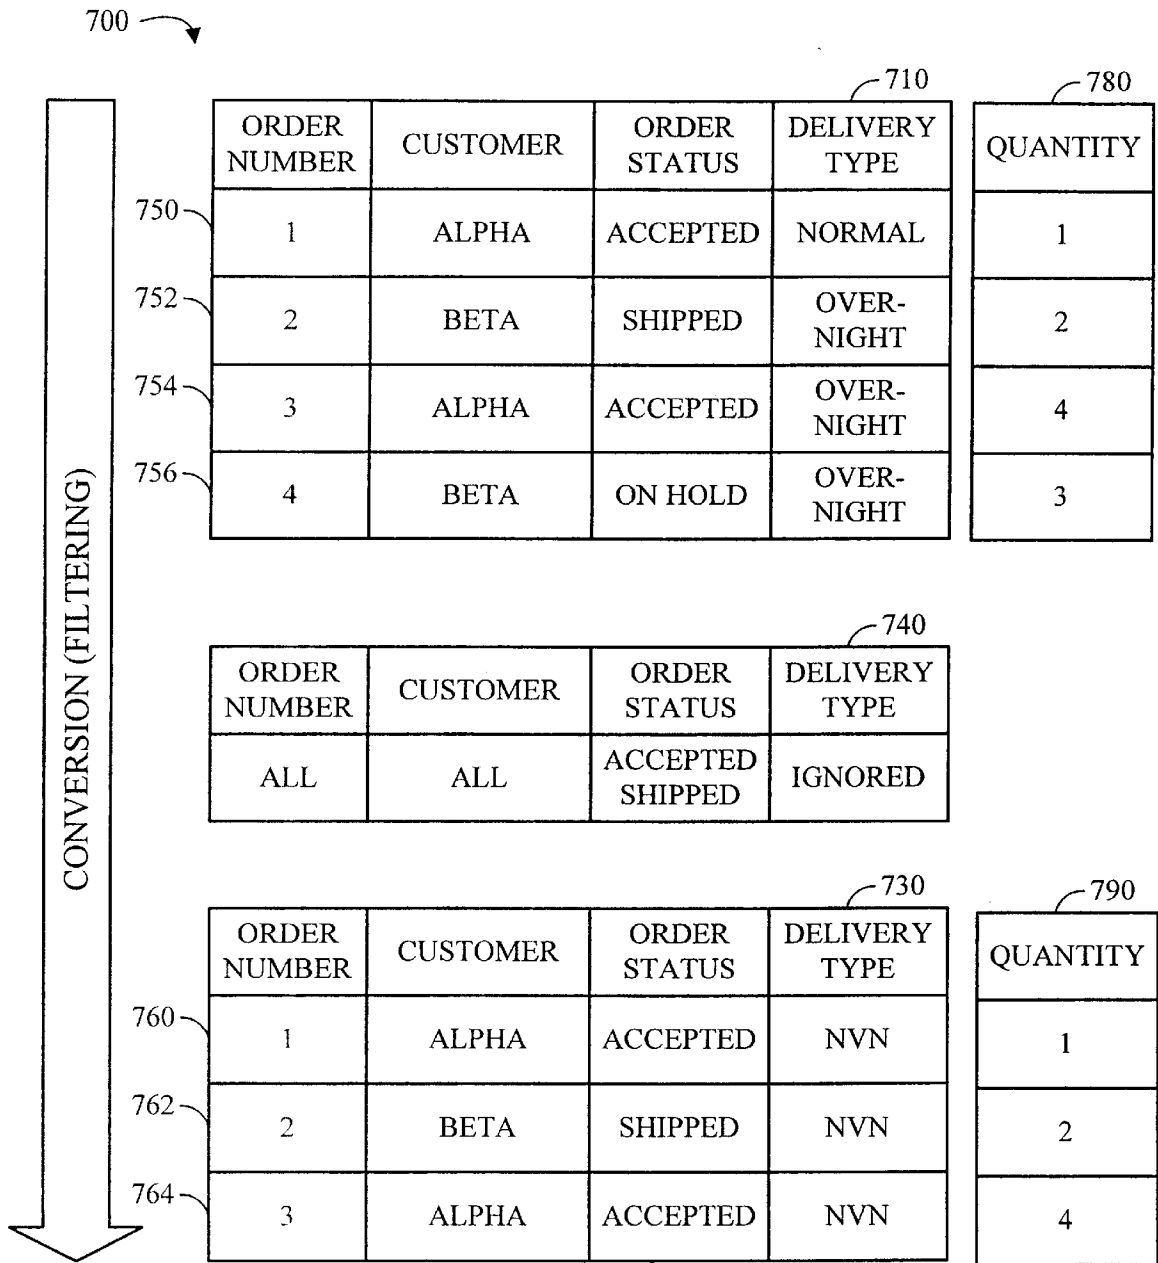 700
710
780
ORDER NUMBER CUSTOMER ORDER STATUS DELIVERY TYPE QUANTITY
750
1 ALPHA ACCEPTED NORMAL 1
752
2 BETA SHIPPED OVER-NIGHT 2
754
3 ALPHA ACCEPTED OVER-NIGHT 4
756
4 BETA ON HOLD OVER-NIGHT 3
CONVERSION (FILTERING)
740
ORDER NUMBER CUSTOMER ORDER STATUS DELIVERY TYPE
ALL ALL ACCEPTED SHIPPED IGNORED
730
790
ORDER NUMBER CUSTOMER ORDER STATUS DELIVERY TYPE QUANTITY
760
1 ALPHA ACCEPTED NVN 1
762
2 BETA SHIPPED NVN 2
764
3 ALPHA ACCEPTED NVN 4